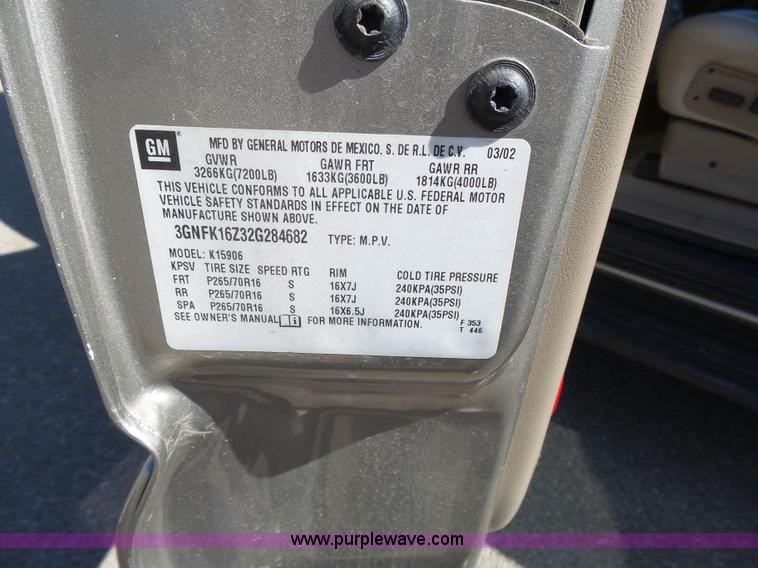 GM
MFD BY GENERAL MOTORS DE MEXICO, S. DE R.L. DE C.V. 03/02
GVWR GAWR FRT GAWR RR
3266KG(7200LB) 1633KG(3600LB) 1814KG(4000LB)
THIS VEHICLE CONFORMS TO ALL APPLICABLE U.S. FEDERAL MOTOR
VEHICLE SAFETY STANDARDS IN EFFECT ON THE DATE OF
MANUFACTURE SHOWN ABOVE.
3GNFK16Z32G284682 TYPE: M.P.V.
MODEL: K15906
KPSV TIRE SIZE SPEED RTG RIM COLD TIRE PRESSURE
FRT P265/70R16 S 16X7J 240KPA(35PSI)
RR P265/70R16 S 16X7J 240KPA(35PSI)
SPA P265/70R16 S 16X6.5J 240KPA(35PSI)
SEE OWNER'S MANUAL FOR MORE INFORMATION. F 353
T 446
www.purplewave.com